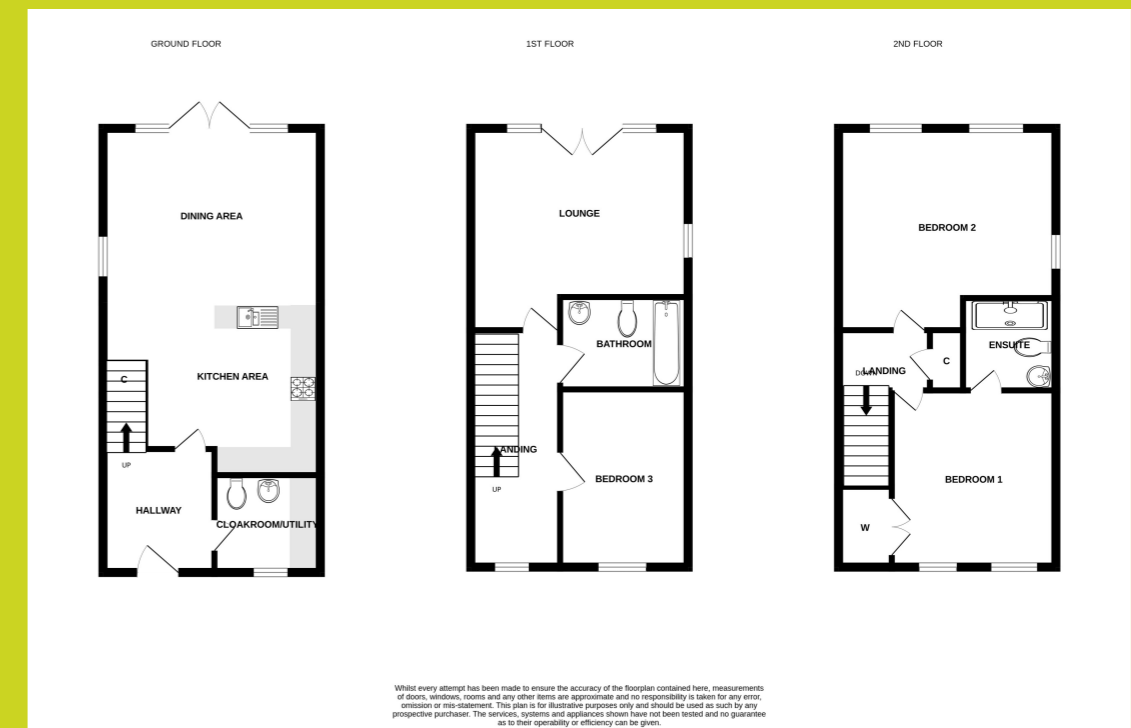 GROUND FLOOR
1ST FLOOR
2ND FLOOR
DINING AREA
C
KITCHEN AREA
UP
HALLWAY
CLOAKROOM/UTILITY
LOUNGE
BATHROOM
LANDING
UP
BEDROOM 3
BEDROOM 2
ENSUITE
C
DOWN
LANDING
BEDROOM 1
W
Whilst every attempt has been made to ensure the accuracy of the floorplan contained here, measurements
of doors, windows, rooms and any other items are approximate and no responsibility is taken for any error,
omission or mis-statement. This plan is for illustrative purposes only and should be used as such by any
prospective purchaser. The services, systems and appliances shown have not been tested and no guarantee
as to their operability or efficiency can be given.